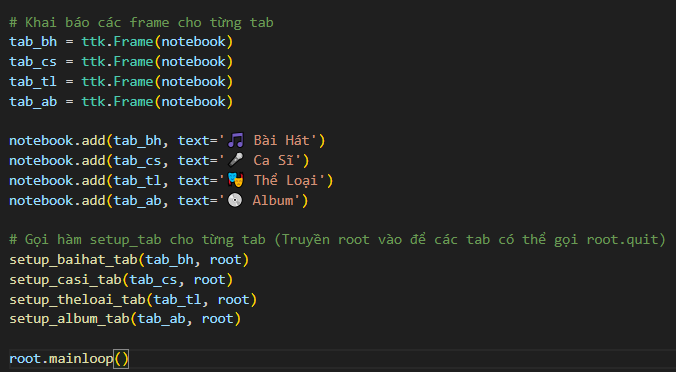 # Khai báo các frame cho từng tab
tab_bh = ttk.Frame(notebook)
tab_cs = ttk.Frame(notebook)
tab_tl = ttk.Frame(notebook)
tab_ab = ttk.Frame(notebook)
notebook.add(tab_bh, text='🎵 Bài Hát')
notebook.add(tab_cs, text='🎤 Ca Sĩ')
notebook.add(tab_tl, text='🎭 Thể Loại')
notebook.add(tab_ab, text='💿 Album')
# Gọi hàm setup_tab cho từng tab (Truyền root vào để các tab có thể gọi root.quit)
setup_baihat_tab(tab_bh, root)
setup_casi_tab(tab_cs, root)
setup_theloai_tab(tab_tl, root)
setup_album_tab(tab_ab, root)
root.mainloop()